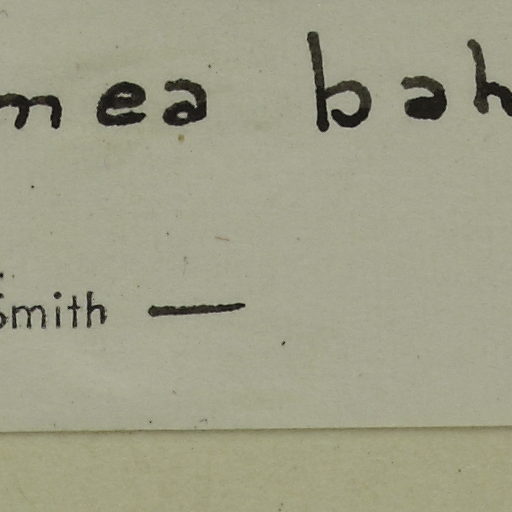 mea bah
Smith —